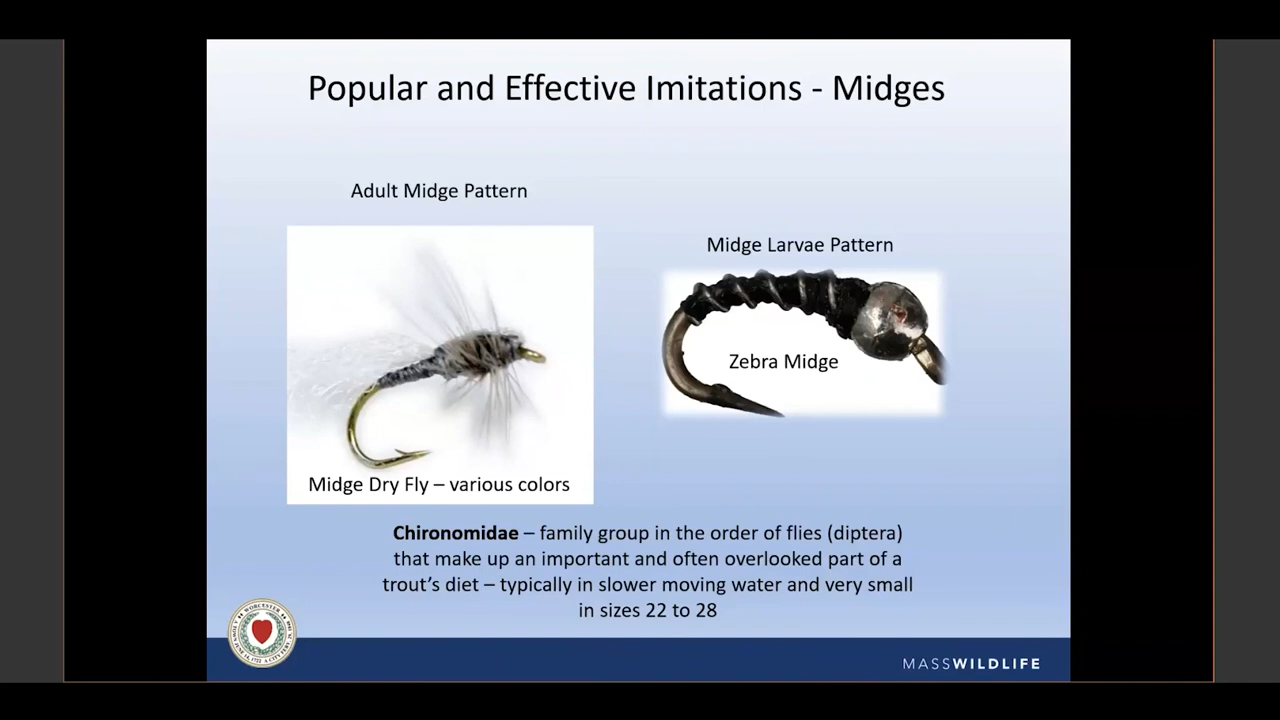 Popular and Effective Imitations - Midges
Adult Midge Pattern
Midge Larvae Pattern
Zebra Midge
Midge Dry Fly – various colors
Chironomidae – family group in the order of flies (diptera)
that make up an important and often overlooked part of a
trout's diet – typically in slower moving water and very small
in sizes 22 to 28
WORCESTER
MASSWILDLIFE